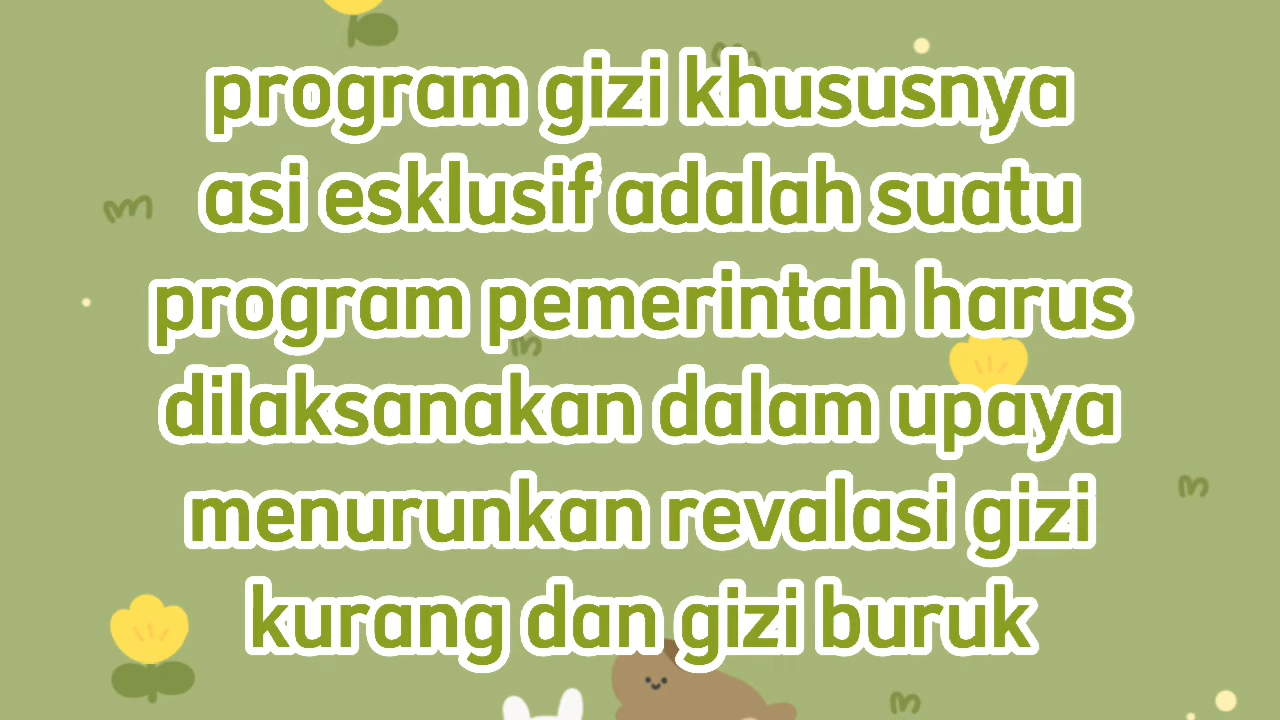 program gizi khususnya
asi esklusif adalah suatu
program pemerintah harus
dilaksanakan dalam upaya
menurunkan revalasi gizi
kurang dan gizi buruk